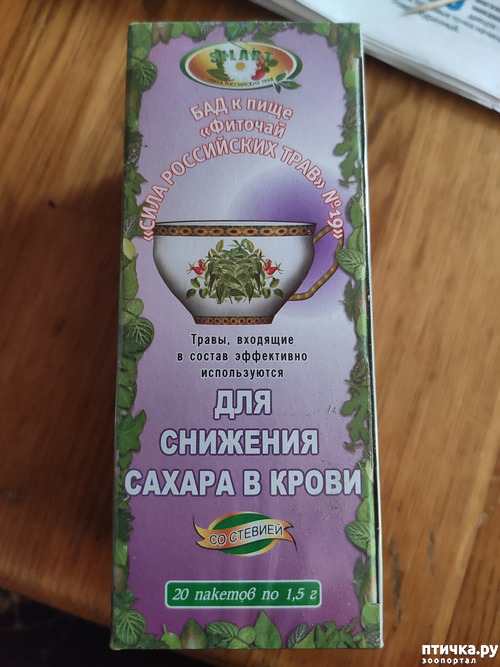 БАД к пище
«Фиточай
«СИЛА РОССИЙСКИХ ТРАВ» №19»
Травы, входящие
в состав эффективно
используются
ДЛЯ
СНИЖЕНИЯ
САХАРА В КРОВИ
СО СТЕВИЕЙ
20 пакетов по 1,5 г
птичка.ру
зоопортал